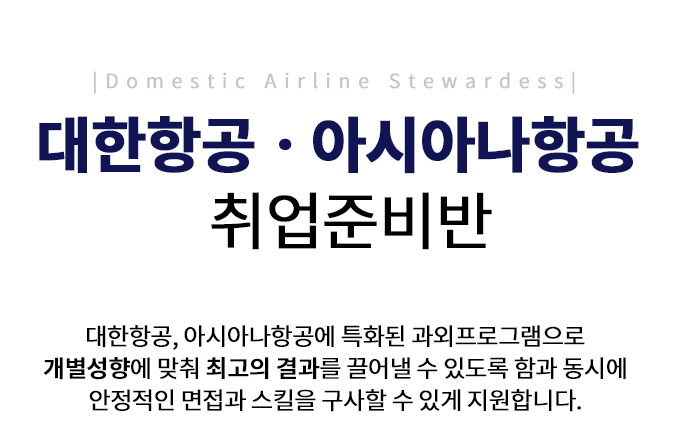 |Domestic Airline Stewardess|
대한항공 · 아시아나항공
취업준비반
대한항공, 아시아나항공에 특화된 과외프로그램으로
개별성향에 맞춰 최고의 결과를 끌어낼 수 있도록 함과 동시에
안정적인 면접과 스킬을 구사할 수 있게 지원합니다.